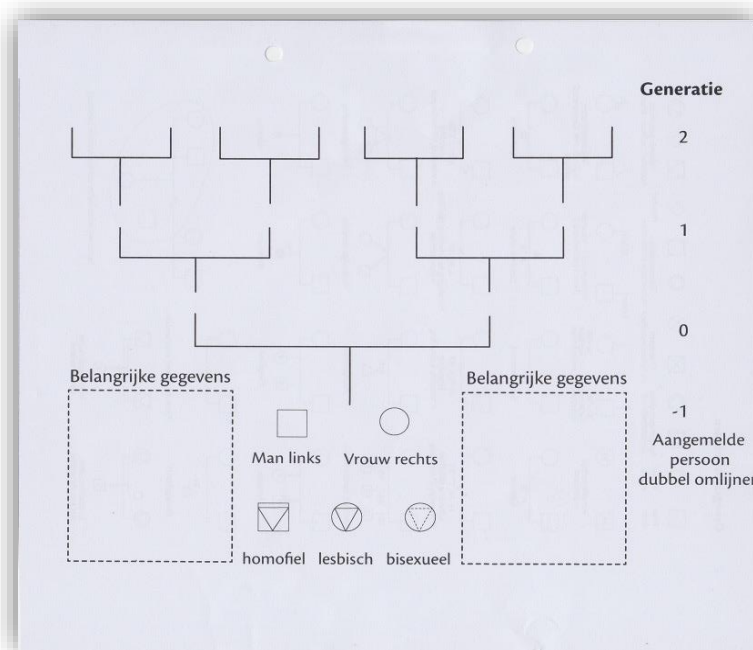 Generatie
2
1
0
Belangrijke gegevens
Belangrijke gegevens
-1
Aangemelde
persoon
dubbel omlijnen
Man links
Vrouw rechts
homofiel
lesbisch
bisexueel